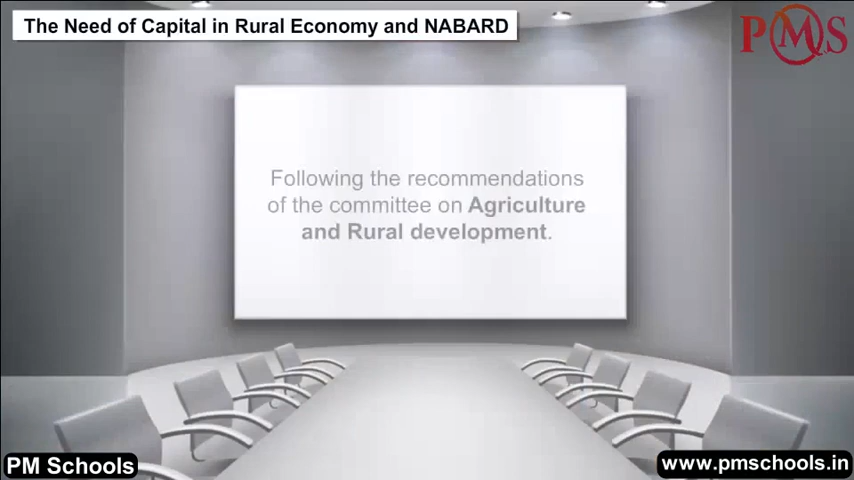 The Need of Capital in Rural Economy and NABARD
PMS
Following the recommendations
of the committee on Agriculture
and Rural development.
PM Schools
www.pmschools.in